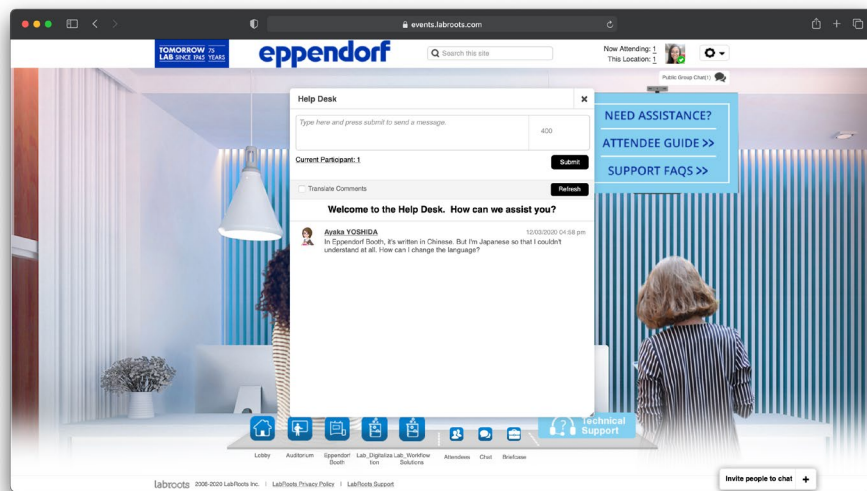 events.labroots.com
TOMORROW 75
LAB SINCE 1945 YEARS
eppendorf
Search this site
Now Attending: 1
This Location: 1
Public Group Chat(1)
Help Desk
NEED ASSISTANCE?
Type here and press submit to send a message.
400
ATTENDEE GUIDE >>
Current Participant: 1
Submit
SUPPORT FAQS >>
Translate Comments
Refresh
Welcome to the Help Desk. How can we assist you?
Ayaka YOSHIDA
12/03/2020 04:58 pm
In Eppendorf Booth, it's written in Chinese. But I'm Japanese so that I couldn't
understand at all. How can I change the language?
Technical
Support
Lobby
Auditorium
Eppendorf
Booth
Lab_Digitaliza
tion
Lab_Workflow
Solutions
Attendees
Chat
Briefcase
labroots 2008-2020 LabRoots Inc. | LabRoots Privacy Policy | LabRoots Support
Invite people to chat +